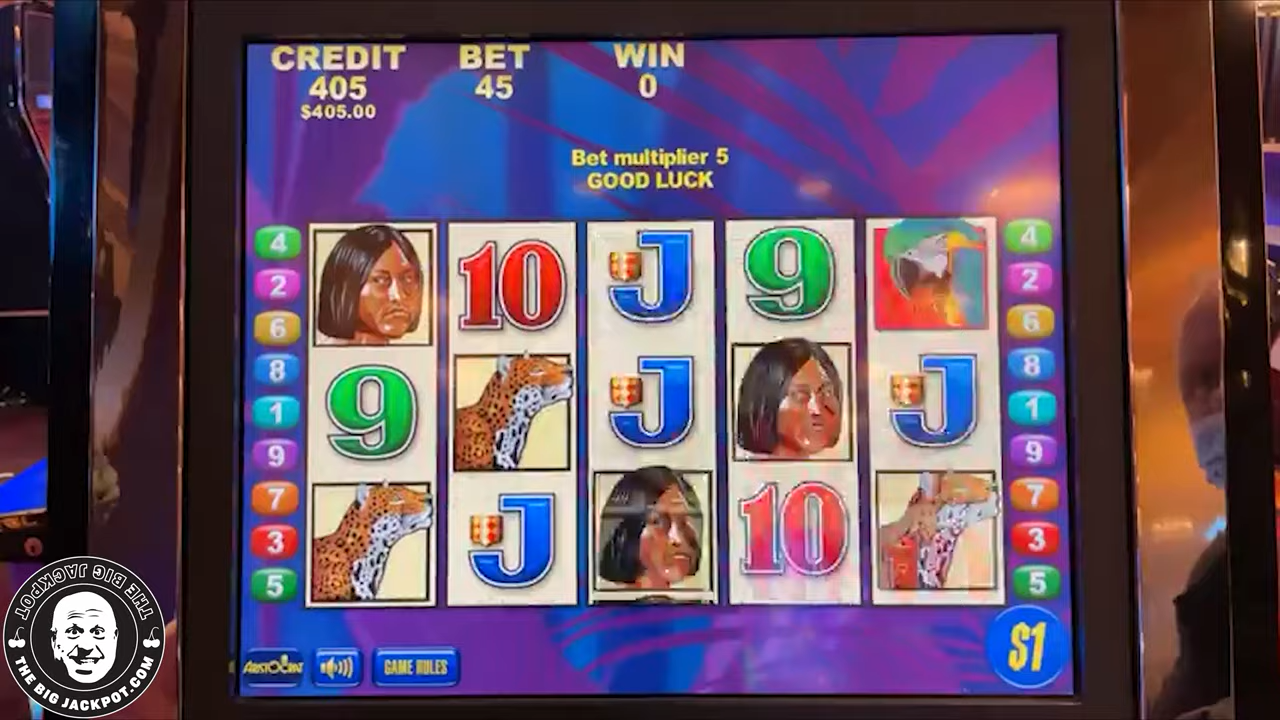 CREDIT BET WIN
405 45 0
$405.00
Bet multiplier 5
GOOD LUCK
4 10 J 9 4
2 2
6 6
8 8
1 9 J J 1
9 9
7 7
3 J 10 3
5 5
ARISTOCRAT GAME RULES $1
THE BIG JACKPOT
THE BIG JACKPOT.COM